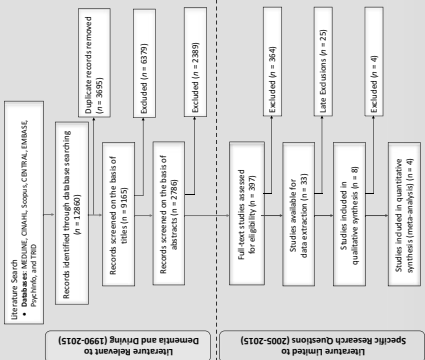 Literature Search
• Databases: MEDLINE, CINAHL, Scopus, CENTRAL, EMBASE,
PsychInfo, and TRID
Records identified through database searching
(n = 12860)
Duplicate records removed
(n = 3695)
Records screened on the basis of
titles (n = 9165)
Excluded (n = 6379)
Records screened on the basis of
abstracts (n = 2786)
Excluded (n = 2389)
Full-text studies assessed
for eligibility (n = 397)
Excluded (n = 364)
Studies available for
data extraction (n = 33)
Late Exclusions (n = 25)
Studies included in
qualitative synthesis (n = 8)
Excluded (n = 4)
Studies included in quantitative
synthesis (meta-analysis) (n = 4)
Literature Relevant to
Dementia and Driving (1990-2015)
Literature Limited to
Specific Research Questions (2005-2015)